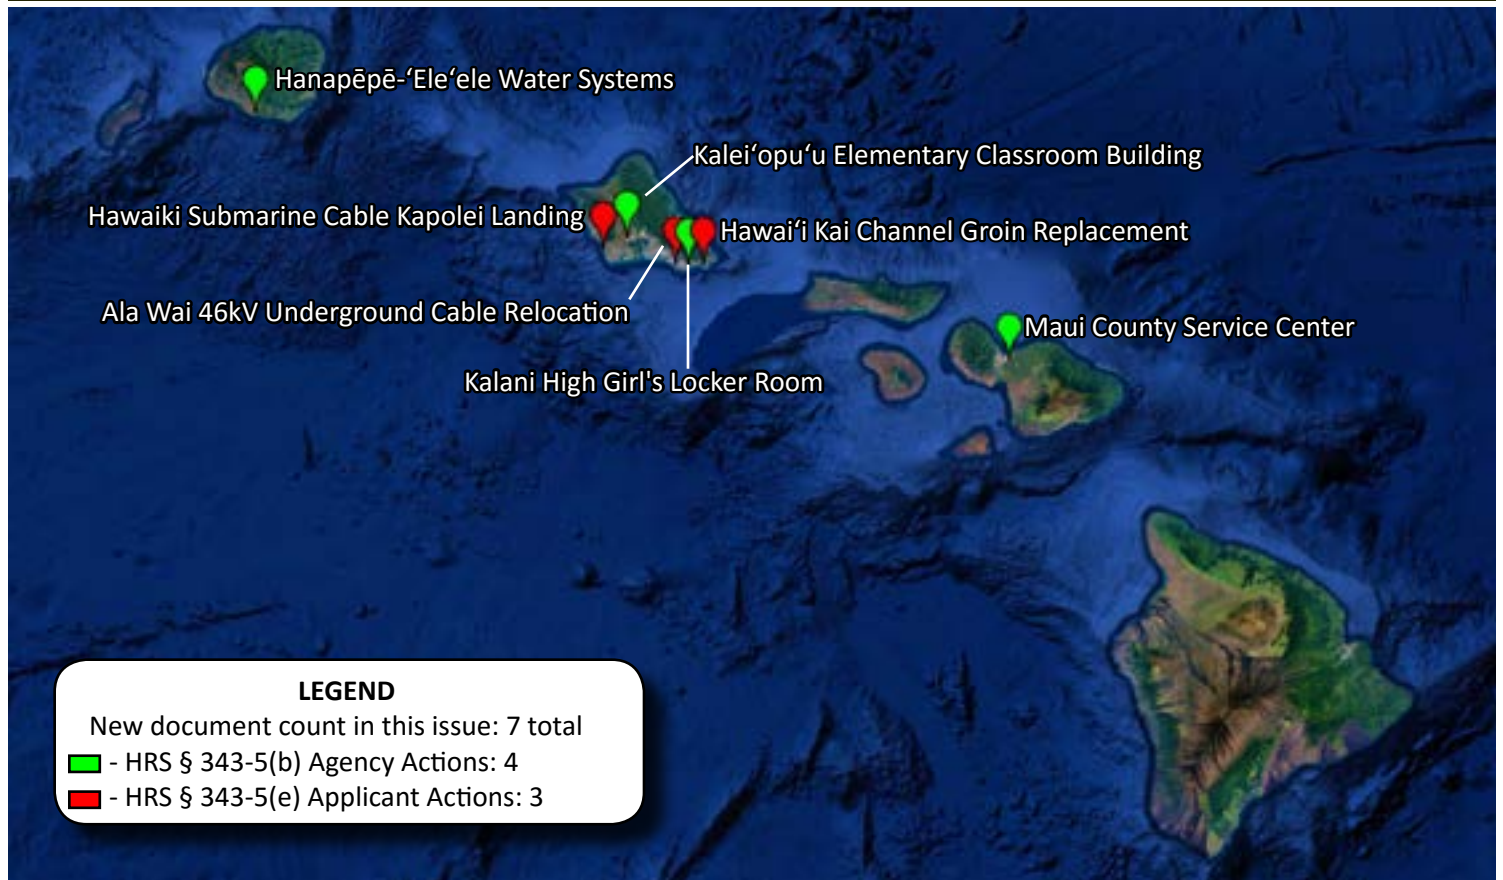 Hanapēpē-ʻEleʻele Water Systems
Kaleiʻopuʻu Elementary Classroom Building
Hawaiki Submarine Cable Kapolei Landing
Hawaiʻi Kai Channel Groin Replacement
Ala Wai 46kV Underground Cable Relocation
Maui County Service Center
Kalani High Girl's Locker Room
LEGEND
New document count in this issue: 7 total
- HRS § 343-5(b) Agency Actions: 4
- HRS § 343-5(e) Applicant Actions: 3